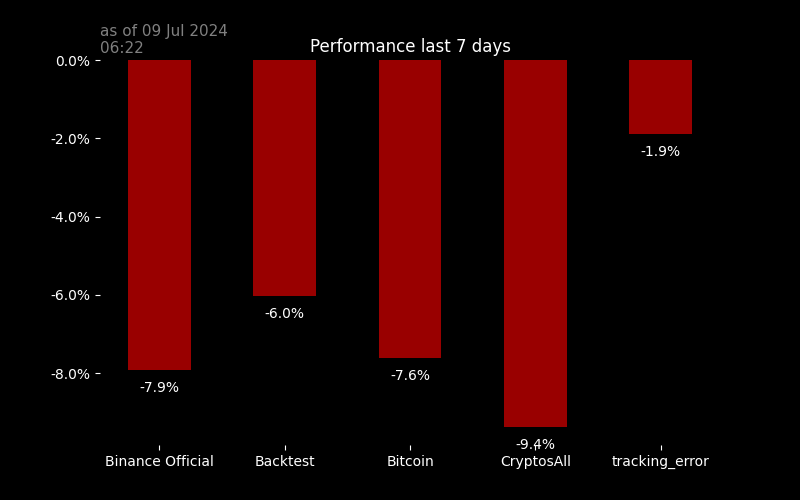 as of 09 Jul 2024
06:22
Performance last 7 days
0.0%
-2.0%
-4.0%
-6.0%
-8.0%
-7.9%
-6.0%
-7.6%
-9.4%
-1.9%
Binance Official
Backtest
Bitcoin
CryptosAll
tracking_error